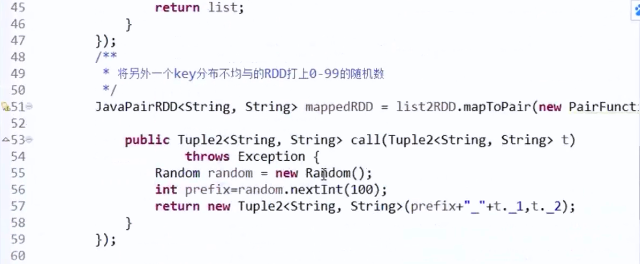 45 return list;
46 }
47 });
48 /**
49 * 将另外一个key分布不均与的RDD打上0-99的随机数
50 */
51 JavaPairRDD<String, String> mappedRDD = list2RDD.mapToPair(new PairFuncti
52
53 public Tuple2<String, String> call(Tuple2<String, String> t)
54 throws Exception {
55 Random random = new Random();
56 int prefix=random.nextInt(100);
57 return new Tuple2<String, String>(prefix+"_"+t._1,t._2);
58 }
59 });
60